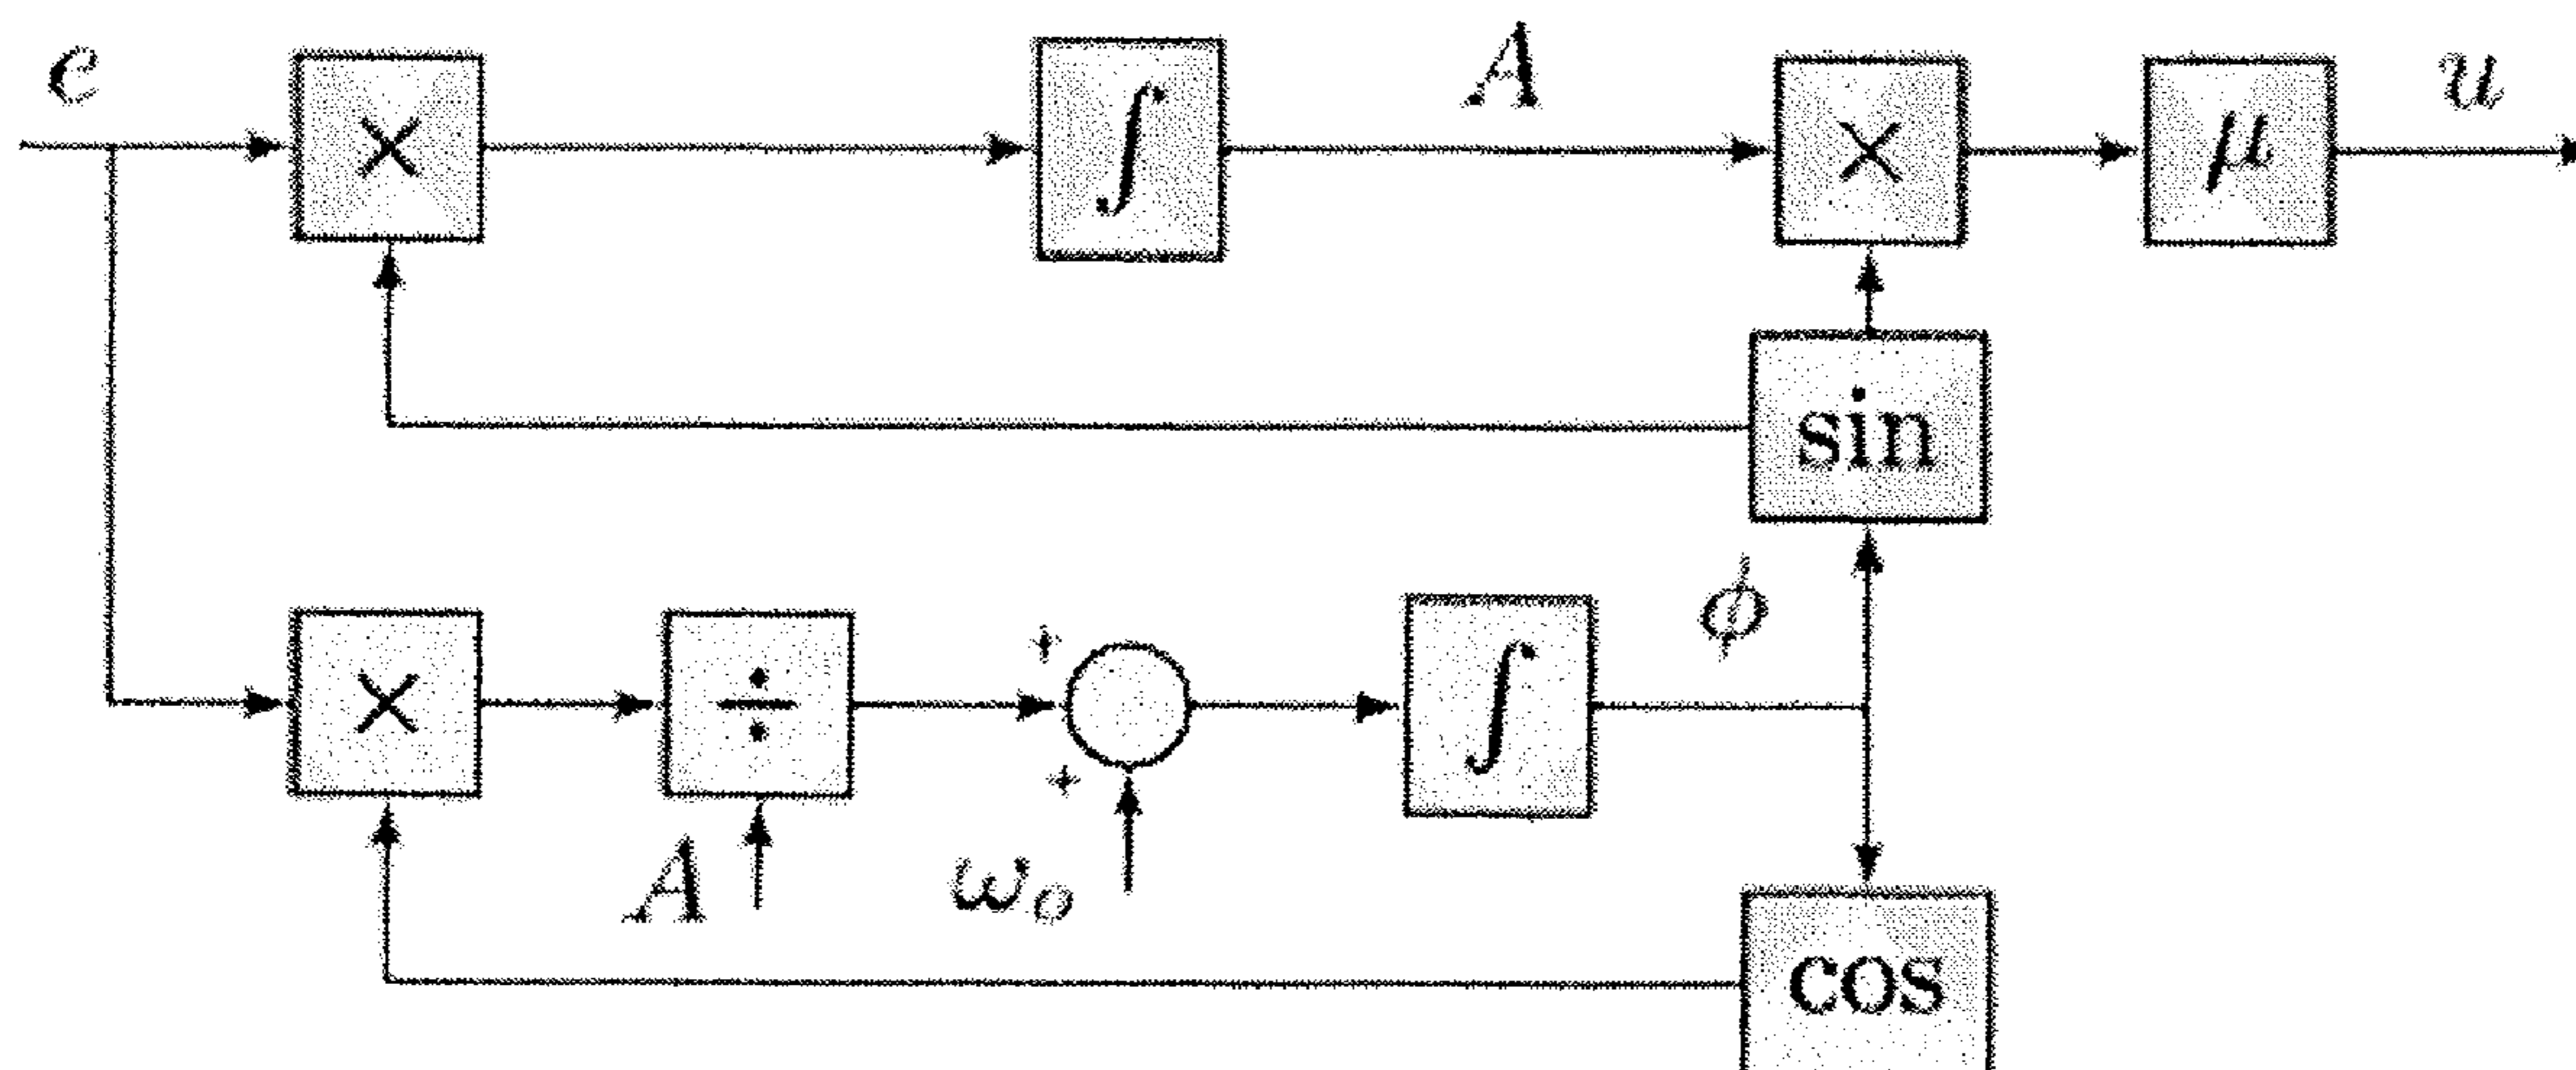 e × ∫ A × μ u
sin
ϕ
× ÷ + + ∫
A ω₀
cos